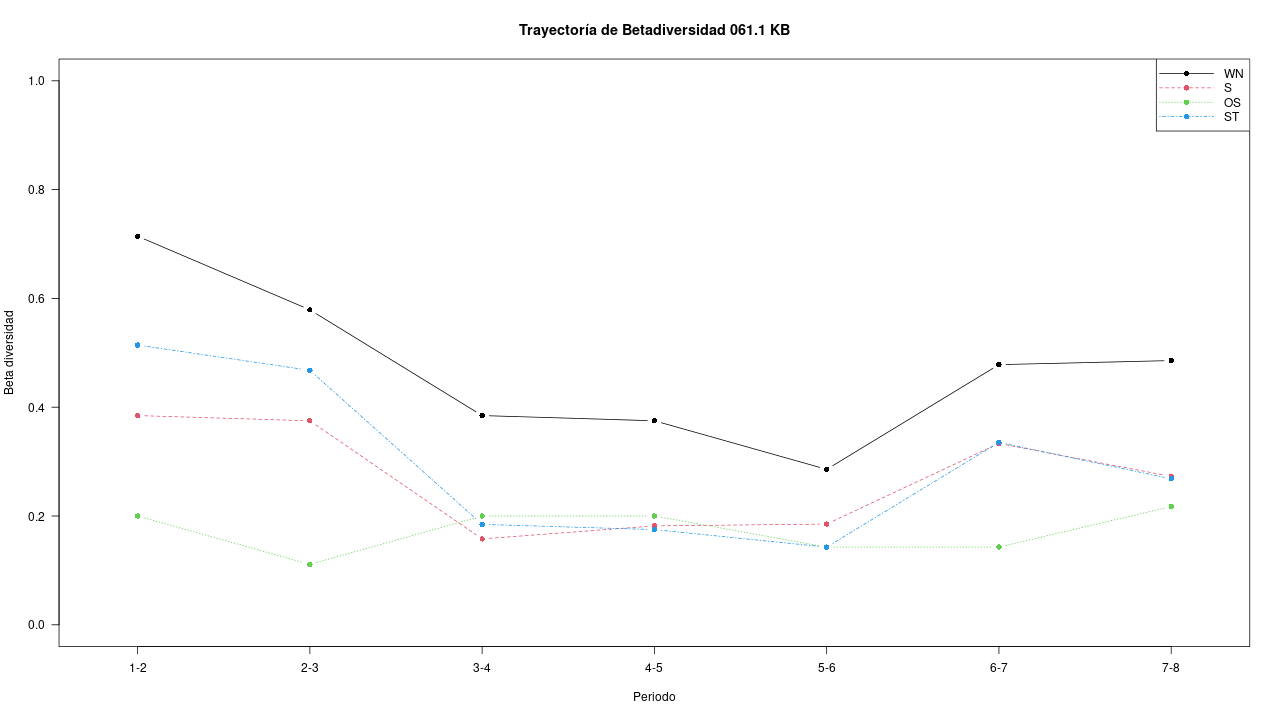 Trayectoría de Betadiversidad 061.1 KB
WN
S
OS
ST
1.0
0.8
0.6
0.4
0.2
0.0
Beta diversidad
1-2 2-3 3-4 4-5 5-6 6-7 7-8
Periodo